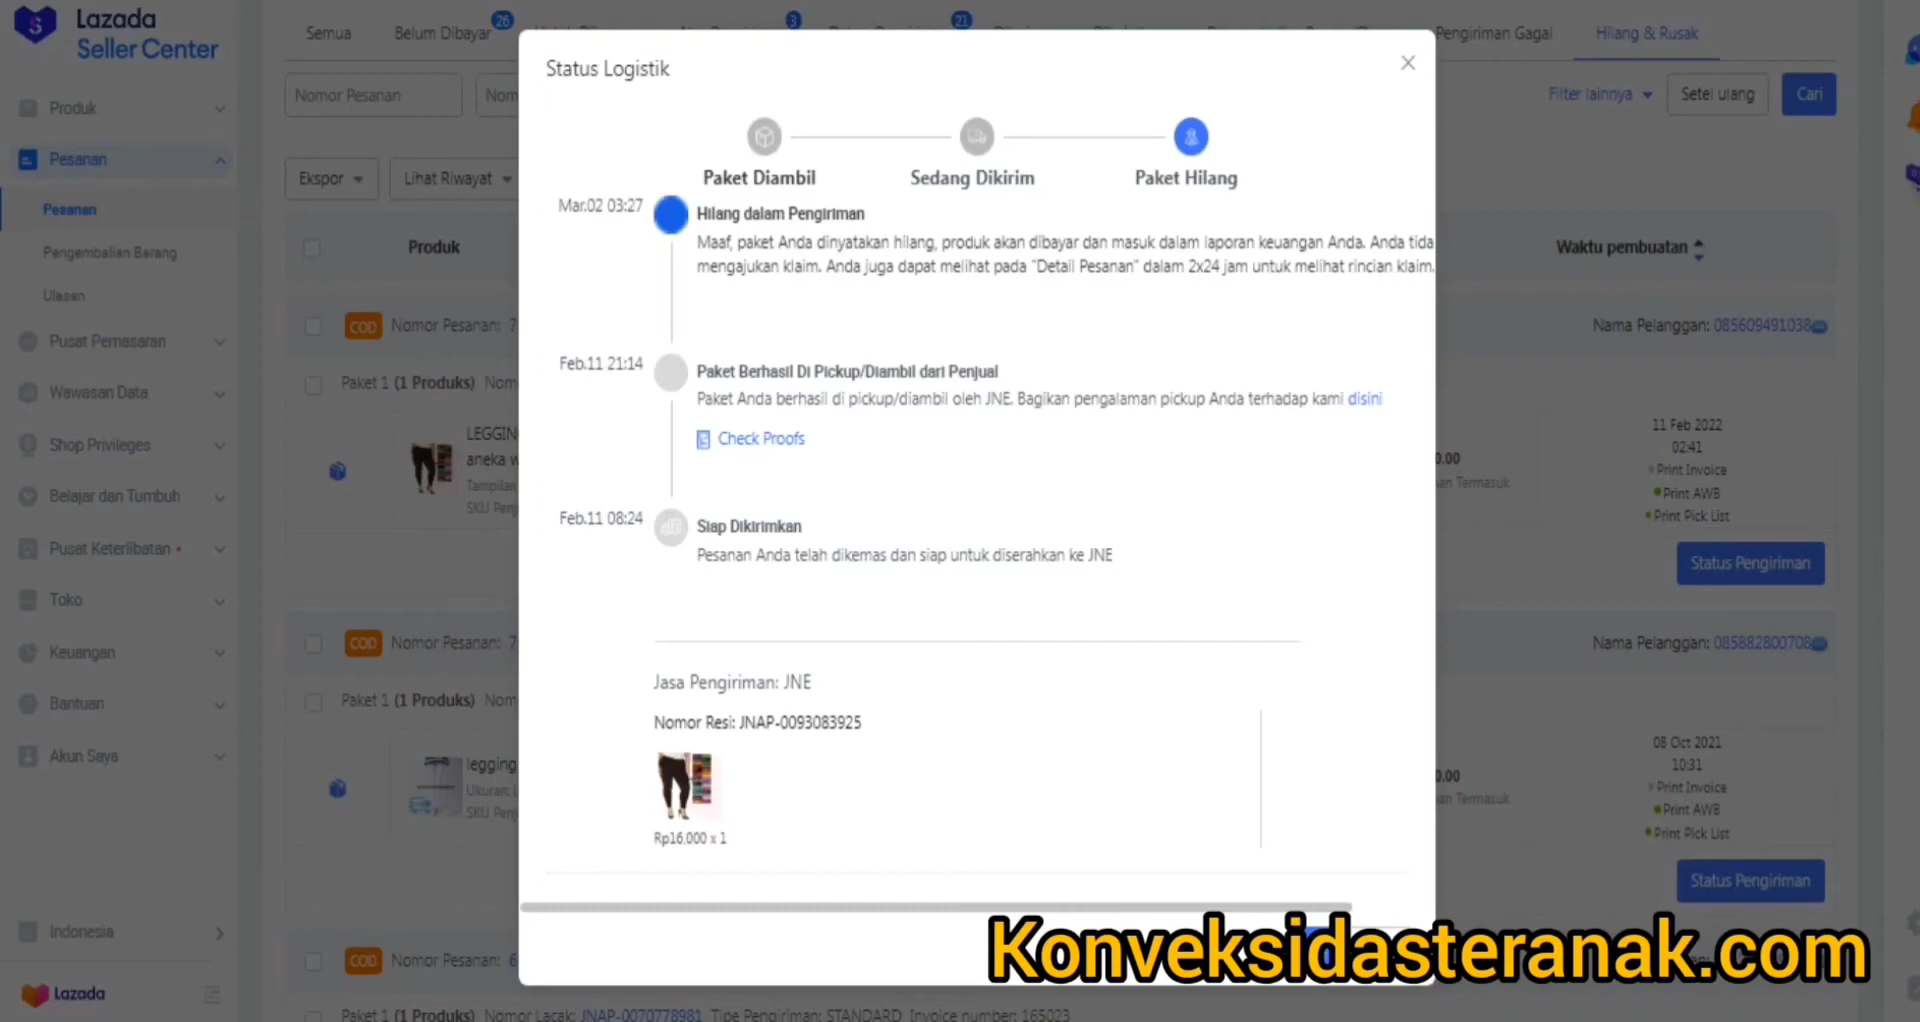 Lazada
Seller Center
Produk
Pesanan
Pesanan
Pengembalian Barang
Ulasan
Pusat Pemasaran
Wawasan Data
Shop Privileges
Belajar dan Tumbuh
Pusat Keterlibatan
Toko
Keuangan
Bantuan
Akun Saya
Indonesia
Lazada
Semua
Belum Dibayar
26
3
21
Pengiriman Gagal
Hilang & Rusak
Nomor Pesanan
Nom
Filter lainnya
Setel ulang
Cari
Ekspor
Lihat Riwayat
Produk
Waktu pembuatan
COD Nomor Pesanan: 7
Nama Pelanggan: 085609491038
Paket 1 (1 Produks) Nom
LEGGIN
aneka w
Tampilan
SKU Penj
0.00
an Termasuk
11 Feb 2022
02:41
Print Invoice
Print AWB
Print Pick List
Status Pengiriman
COD Nomor Pesanan: 7
Nama Pelanggan: 085882800708
Paket 1 (1 Produks) Nom
legging
Ukuran:
SKU Penj
0.00
an Termasuk
08 Oct 2021
10:31
Print Invoice
Print AWB
Print Pick List
Status Pengiriman
COD Nomor Pesanan: 6
Paket 1 (1 Produks) Nomor Lacak: JNAP-0070778981 Tipe Pengiriman: STANDARD Invoice number: 165023
Status Logistik
Paket Diambil
Sedang Dikirim
Paket Hilang
Mar.02 03:27
Hilang dalam Pengiriman
Maaf, paket Anda dinyatakan hilang, produk akan dibayar dan masuk dalam laporan keuangan Anda. Anda tida
mengajukan klaim. Anda juga dapat melihat pada "Detail Pesanan" dalam 2x24 jam untuk melihat rincian klaim.
Feb.11 21:14
Paket Berhasil Di Pickup/Diambil dari Penjual
Paket Anda berhasil di pickup/diambil oleh JNE. Bagikan pengalaman pickup Anda terhadap kami disini
Check Proofs
Feb.11 08:24
Siap Dikirimkan
Pesanan Anda telah dikemas dan siap untuk diserahkan ke JNE
Jasa Pengiriman: JNE
Nomor Resi: JNAP-0093083925
Rp16,000 x 1
Konveksidasteranak.com